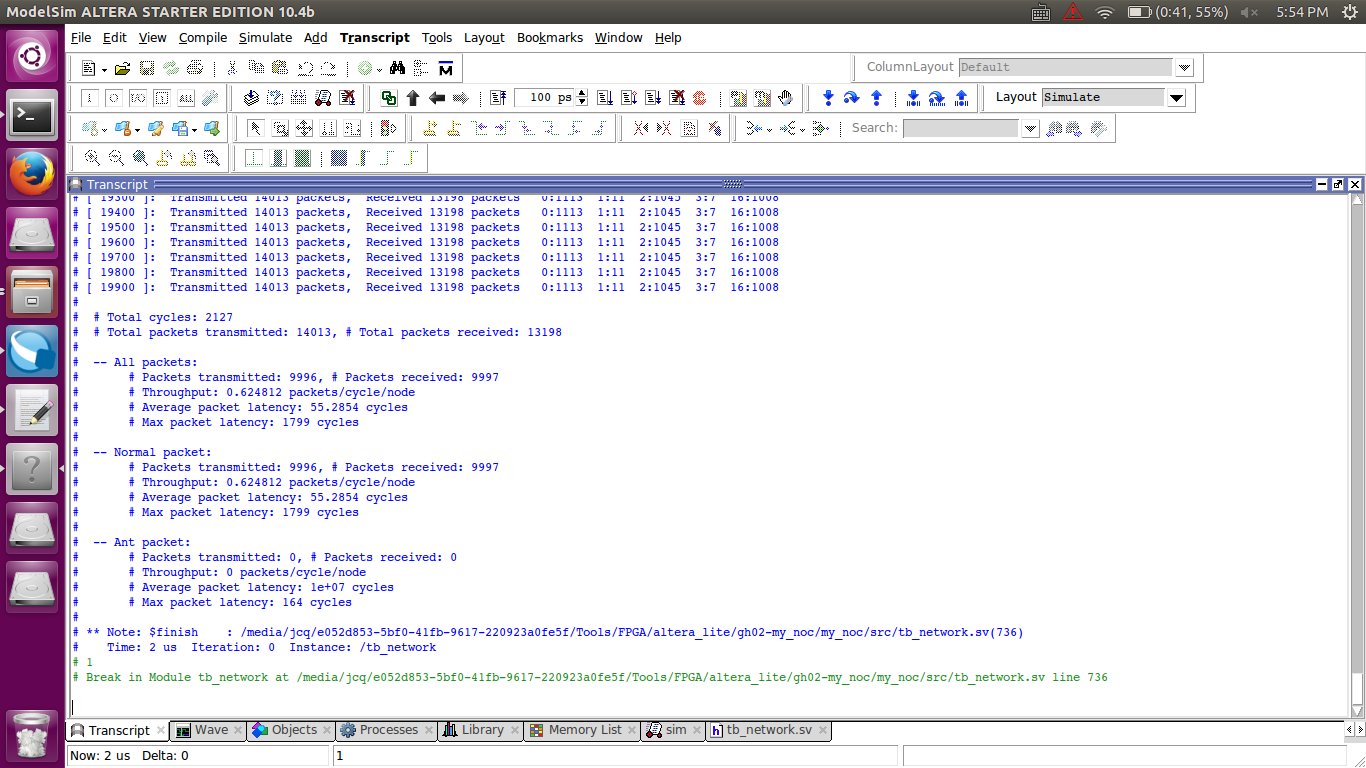 ModelSim ALTERA STARTER EDITION 10.4b (0:41, 55%) 5:54 PM
File Edit View Compile Simulate Add Transcript Tools Layout Bookmarks Window Help
ColumnLayout Default
100 ps Layout Simulate
Search:
Transcript
# [ 19300 ]: Transmitted 14013 packets, Received 13198 packets 0:1113 1:11 2:1045 3:7 16:1008
# [ 19400 ]: Transmitted 14013 packets, Received 13198 packets 0:1113 1:11 2:1045 3:7 16:1008
# [ 19500 ]: Transmitted 14013 packets, Received 13198 packets 0:1113 1:11 2:1045 3:7 16:1008
# [ 19600 ]: Transmitted 14013 packets, Received 13198 packets 0:1113 1:11 2:1045 3:7 16:1008
# [ 19700 ]: Transmitted 14013 packets, Received 13198 packets 0:1113 1:11 2:1045 3:7 16:1008
# [ 19800 ]: Transmitted 14013 packets, Received 13198 packets 0:1113 1:11 2:1045 3:7 16:1008
# [ 19900 ]: Transmitted 14013 packets, Received 13198 packets 0:1113 1:11 2:1045 3:7 16:1008
#
# # Total cycles: 2127
# # Total packets transmitted: 14013, # Total packets received: 13198
#
# -- All packets:
# # Packets transmitted: 9996, # Packets received: 9997
# # Throughput: 0.624812 packets/cycle/node
# # Average packet latency: 55.2854 cycles
# # Max packet latency: 1799 cycles
#
# -- Normal packet:
# # Packets transmitted: 9996, # Packets received: 9997
# # Throughput: 0.624812 packets/cycle/node
# # Average packet latency: 55.2854 cycles
# # Max packet latency: 1799 cycles
#
# -- Ant packet:
# # Packets transmitted: 0, # Packets received: 0
# # Throughput: 0 packets/cycle/node
# # Average packet latency: 1e+07 cycles
# # Max packet latency: 164 cycles
#
# ** Note: $finish : /media/jcq/e052d853-5bf0-41fb-9617-220923a0fe5f/Tools/FPGA/altera_lite/gh02-my_noc/my_noc/src/tb_network.sv(736)
# Time: 2 us Iteration: 0 Instance: /tb_network
# 1
# Break in Module tb_network at /media/jcq/e052d853-5bf0-41fb-9617-220923a0fe5f/Tools/FPGA/altera_lite/gh02-my_noc/my_noc/src/tb_network.sv line 736
Transcript Wave Objects Processes Library Memory List sim tb_network.sv
Now: 2 us Delta: 0 1